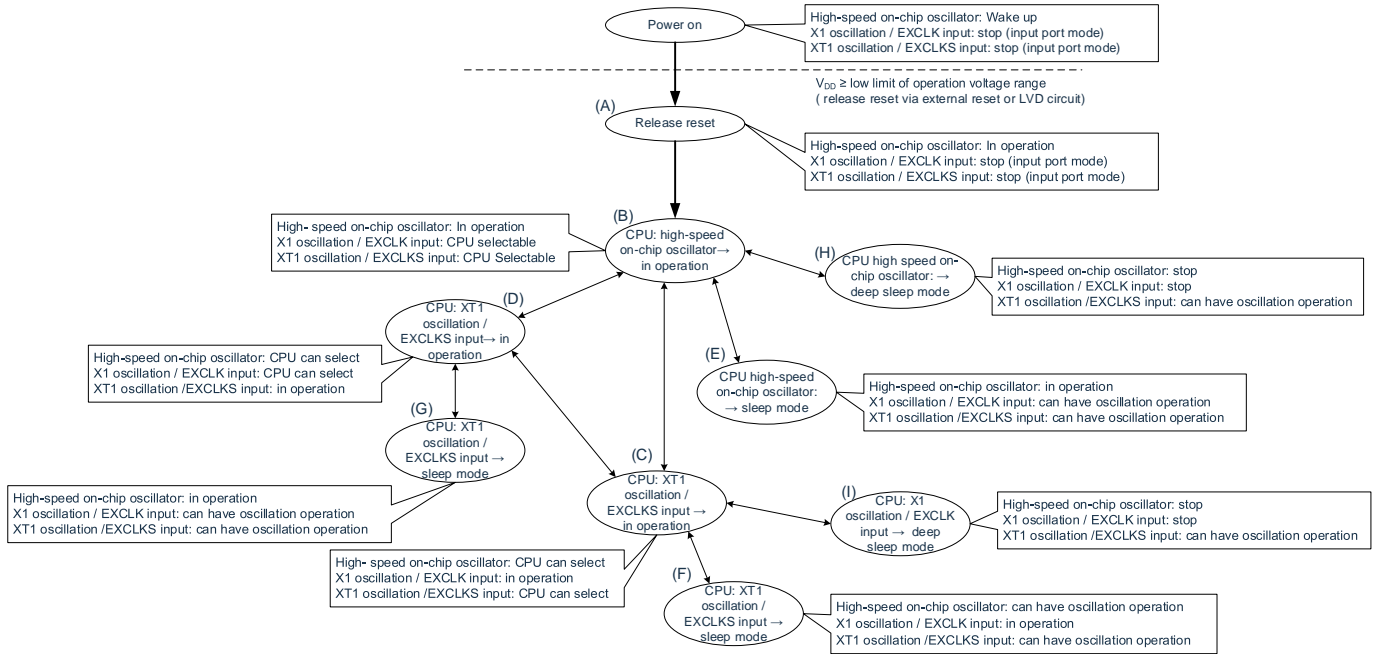 Power on
High-speed on-chip oscillator: Wake up
X1 oscillation / EXCLK input: stop (input port mode)
XT1 oscillation / EXCLKS input: stop (input port mode)
VDD ≥ low limit of operation voltage range
( release reset via external reset or LVD circuit)
(A)
Release reset
High-speed on-chip oscillator: In operation
X1 oscillation / EXCLK input: stop (input port mode)
XT1 oscillation / EXCLKS input: stop (input port mode)
(B)
CPU: high-speed
on-chip oscillator→
in operation
High- speed on-chip oscillator: In operation
X1 oscillation / EXCLK input: CPU selectable
XT1 oscillation / EXCLKS input: CPU Selectable
(H)
CPU high speed on-
chip oscillator: →
deep sleep mode
High-speed on-chip oscillator: stop
X1 oscillation / EXCLK input: stop
XT1 oscillation /EXCLKS input: can have oscillation operation
(D)
CPU: XT1
oscillation /
EXCLKS input→ in
operation
High-speed on-chip oscillator: CPU can select
X1 oscillation / EXCLK input: CPU can select
XT1 oscillation /EXCLKS input: in operation
(E)
CPU high-speed
on-chip oscillator:
→ sleep mode
High-speed on-chip oscillator: in operation
X1 oscillation / EXCLK input: can have oscillation operation
XT1 oscillation /EXCLKS input: can have oscillation operation
(G)
CPU: XT1
oscillation /
EXCLKS input →
sleep mode
High-speed on-chip oscillator: in operation
X1 oscillation / EXCLK input: can have oscillation operation
XT1 oscillation /EXCLKS input: can have oscillation operation
(C)
CPU: XT1
oscillation /
EXCLKS input →
in operation
High- speed on-chip oscillator: CPU can select
X1 oscillation / EXCLK input: in operation
XT1 oscillation /EXCLKS input: CPU can select
(I)
CPU: X1
oscillation / EXCLK
input → deep
sleep mode
High-speed on-chip oscillator: stop
X1 oscillation / EXCLK input: stop
XT1 oscillation /EXCLKS input: can have oscillation operation
(F)
CPU: XT1
oscillation /
EXCLKS input →
sleep mode
High-speed on-chip oscillator: can have oscillation operation
X1 oscillation / EXCLK input: in operation
XT1 oscillation /EXCLKS input: can have oscillation operation